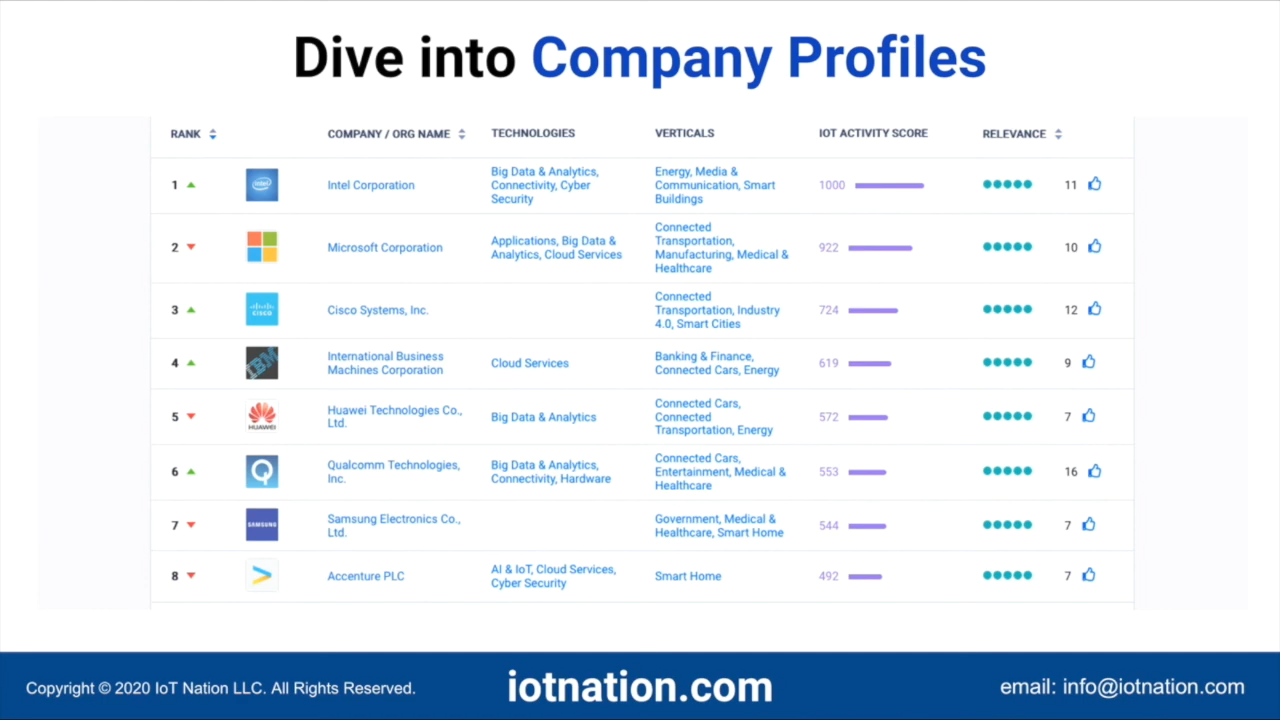 Dive into Company Profiles
RANK COMPANY / ORG NAME TECHNOLOGIES VERTICALS IOT ACTIVITY SCORE RELEVANCE
1
intel
Intel Corporation
Big Data & Analytics,
Connectivity, Cyber
Security
Energy, Media &
Communication, Smart
Buildings
1000
11
2
Microsoft Corporation
Applications, Big Data &
Analytics, Cloud Services
Connected
Transportation,
Manufacturing, Medical &
Healthcare
922
10
3
CISCO
Cisco Systems, Inc.
Connected
Transportation, Industry
4.0, Smart Cities
724
12
4
IBM
International Business
Machines Corporation
Cloud Services
Banking & Finance,
Connected Cars, Energy
619
9
5
HUAWEI
Huawei Technologies Co.,
Ltd.
Big Data & Analytics
Connected Cars,
Connected
Transportation, Energy
572
7
6
Qualcomm Technologies,
Inc.
Big Data & Analytics,
Connectivity, Hardware
Connected Cars,
Entertainment, Medical &
Healthcare
553
16
7
SAMSUNG
Samsung Electronics Co.,
Ltd.
Government, Medical &
Healthcare, Smart Home
544
7
8
Accenture PLC
AI & IoT, Cloud Services,
Cyber Security
Smart Home
492
7
Copyright © 2020 IoT Nation LLC. All Rights Reserved.
iotnation.com
email: info@iotnation.com